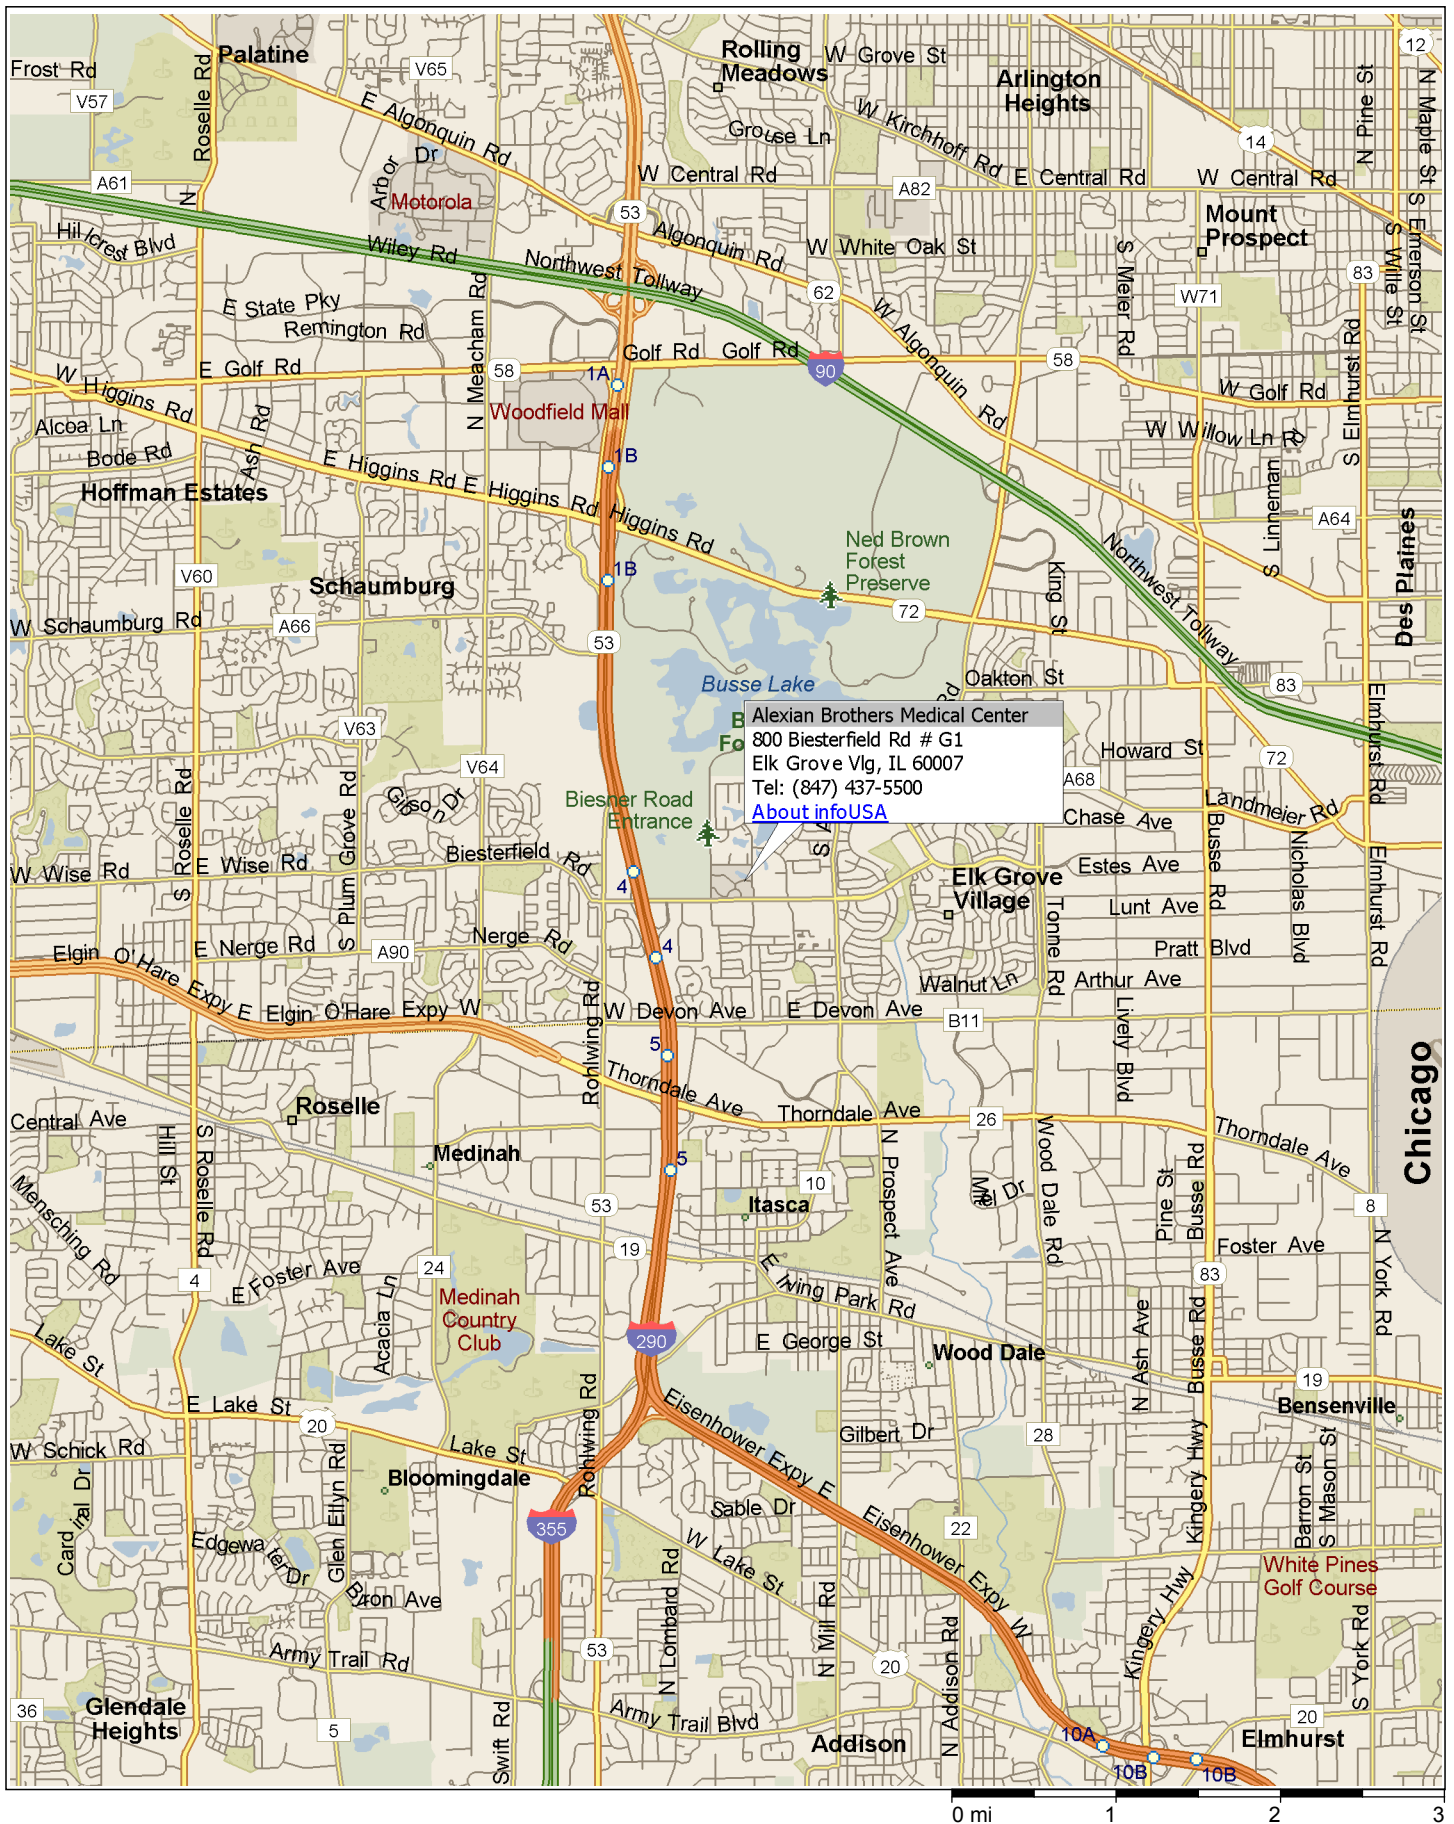 Palatine
Rolling
Meadows
W Grove St
Arlington
Heights
12
Frost Rd
V65
V57
Roselle Rd
N
E Algonquin Rd
W Kirchhoff Rd
Grouse Ln
14
N Pine St
N Maple St
Arbor Dr
Motorola
W Central Rd
A82
E Central Rd
W Central Rd
A61
53
Hillcrest Blvd
Wiley Rd
Northwest Tollway
Algonquin Rd
W White Oak St
Mount
Prospect
S Meier Rd
S Wille St
S Emerson St
83
W71
62
E State Pky
Remington Rd
N Meacham Rd
W Algonquin Rd
Golf Rd
Golf Rd
90
58
58
E Golf Rd
1A
W Higgins Rd
Woodfield Mall
W Golf Rd
S Elmhurst Rd
Alcoa Ln
Bode Rd
Ash Rd
W Willow Ln
Rd
1B
E Higgins Rd
E Higgins Rd
Higgins Rd
Hoffman Estates
S Linneman Rd
A64
Des Plaines
Ned Brown
Forest
Preserve
Northwest Tollway
V60
Schaumburg
1B
King St
72
W Schaumburg Rd
A66
53
Busse Lake
Oakton St
83
Rd
B
Fo
Alexian Brothers Medical Center
800 Biesterfield Rd # G1
Elk Grove Vlg, IL 60007
Tel: (847) 437-5500
About infoUSA
V63
V64
Howard St
72
A68
Elmhurst Rd
S Roselle Rd
S Plum Grove Rd
Gibson Dr
Biesner Road
Entrance
Chase Ave
Landmeier Rd
Busse Rd
Nicholas Blvd
Elmhurst Rd
S A
W Wise Rd
E Wise Rd
Biesterfield Rd
4
Estes Ave
Elk Grove
Village
Lunt Ave
Tonne Rd
E Nerge Rd
A90
Nerge Rd
4
Pratt Blvd
Elgin O'Hare Expy E
Elgin O'Hare Expy W
Walnut Ln
Arthur Ave
Rohlwing Rd
W Devon Ave
E Devon Ave
B11
Lively Blvd
5
Chicago
Thorndale Ave
Thorndale Ave
26
Thorndale Ave
Roselle
Central Ave
Hill St
S Roselle Rd
Medinah
5
N Prospect Ave
Wood Dale Rd
Pine St
Busse Rd
Mensching Rd
10
Itasca
8
53
19
24
4
E Foster Ave
Acacia Ln
Medinah
Country
Club
E Irving Park Rd
Foster Ave
83
N York Rd
Lake St
290
E George St
Wood Dale
N Ash Ave
Busse Rd
19
Bensenville
E Lake St
20
Rohlwing Rd
Eisenhower Expy E
Gilbert Dr
28
Kingery Hwy
W Schick Rd
Lake St
Bloomingdale
Cardinal Dr
Glen Ellyn Rd
Barron St
S Mason St
355
Sable Dr
Eisenhower Expy W
22
Edgewater Dr
Byron Ave
W Lake St
White Pines
Golf Course
N Lombard Rd
N Mill Rd
N Addison Rd
Kingery Hwy
S York Rd
Army Trail Rd
53
20
36
Glendale
Heights
5
Swift Rd
Army Trail Blvd
Addison
10A
10B
10B
20
Elmhurst
0 mi
1
2
3